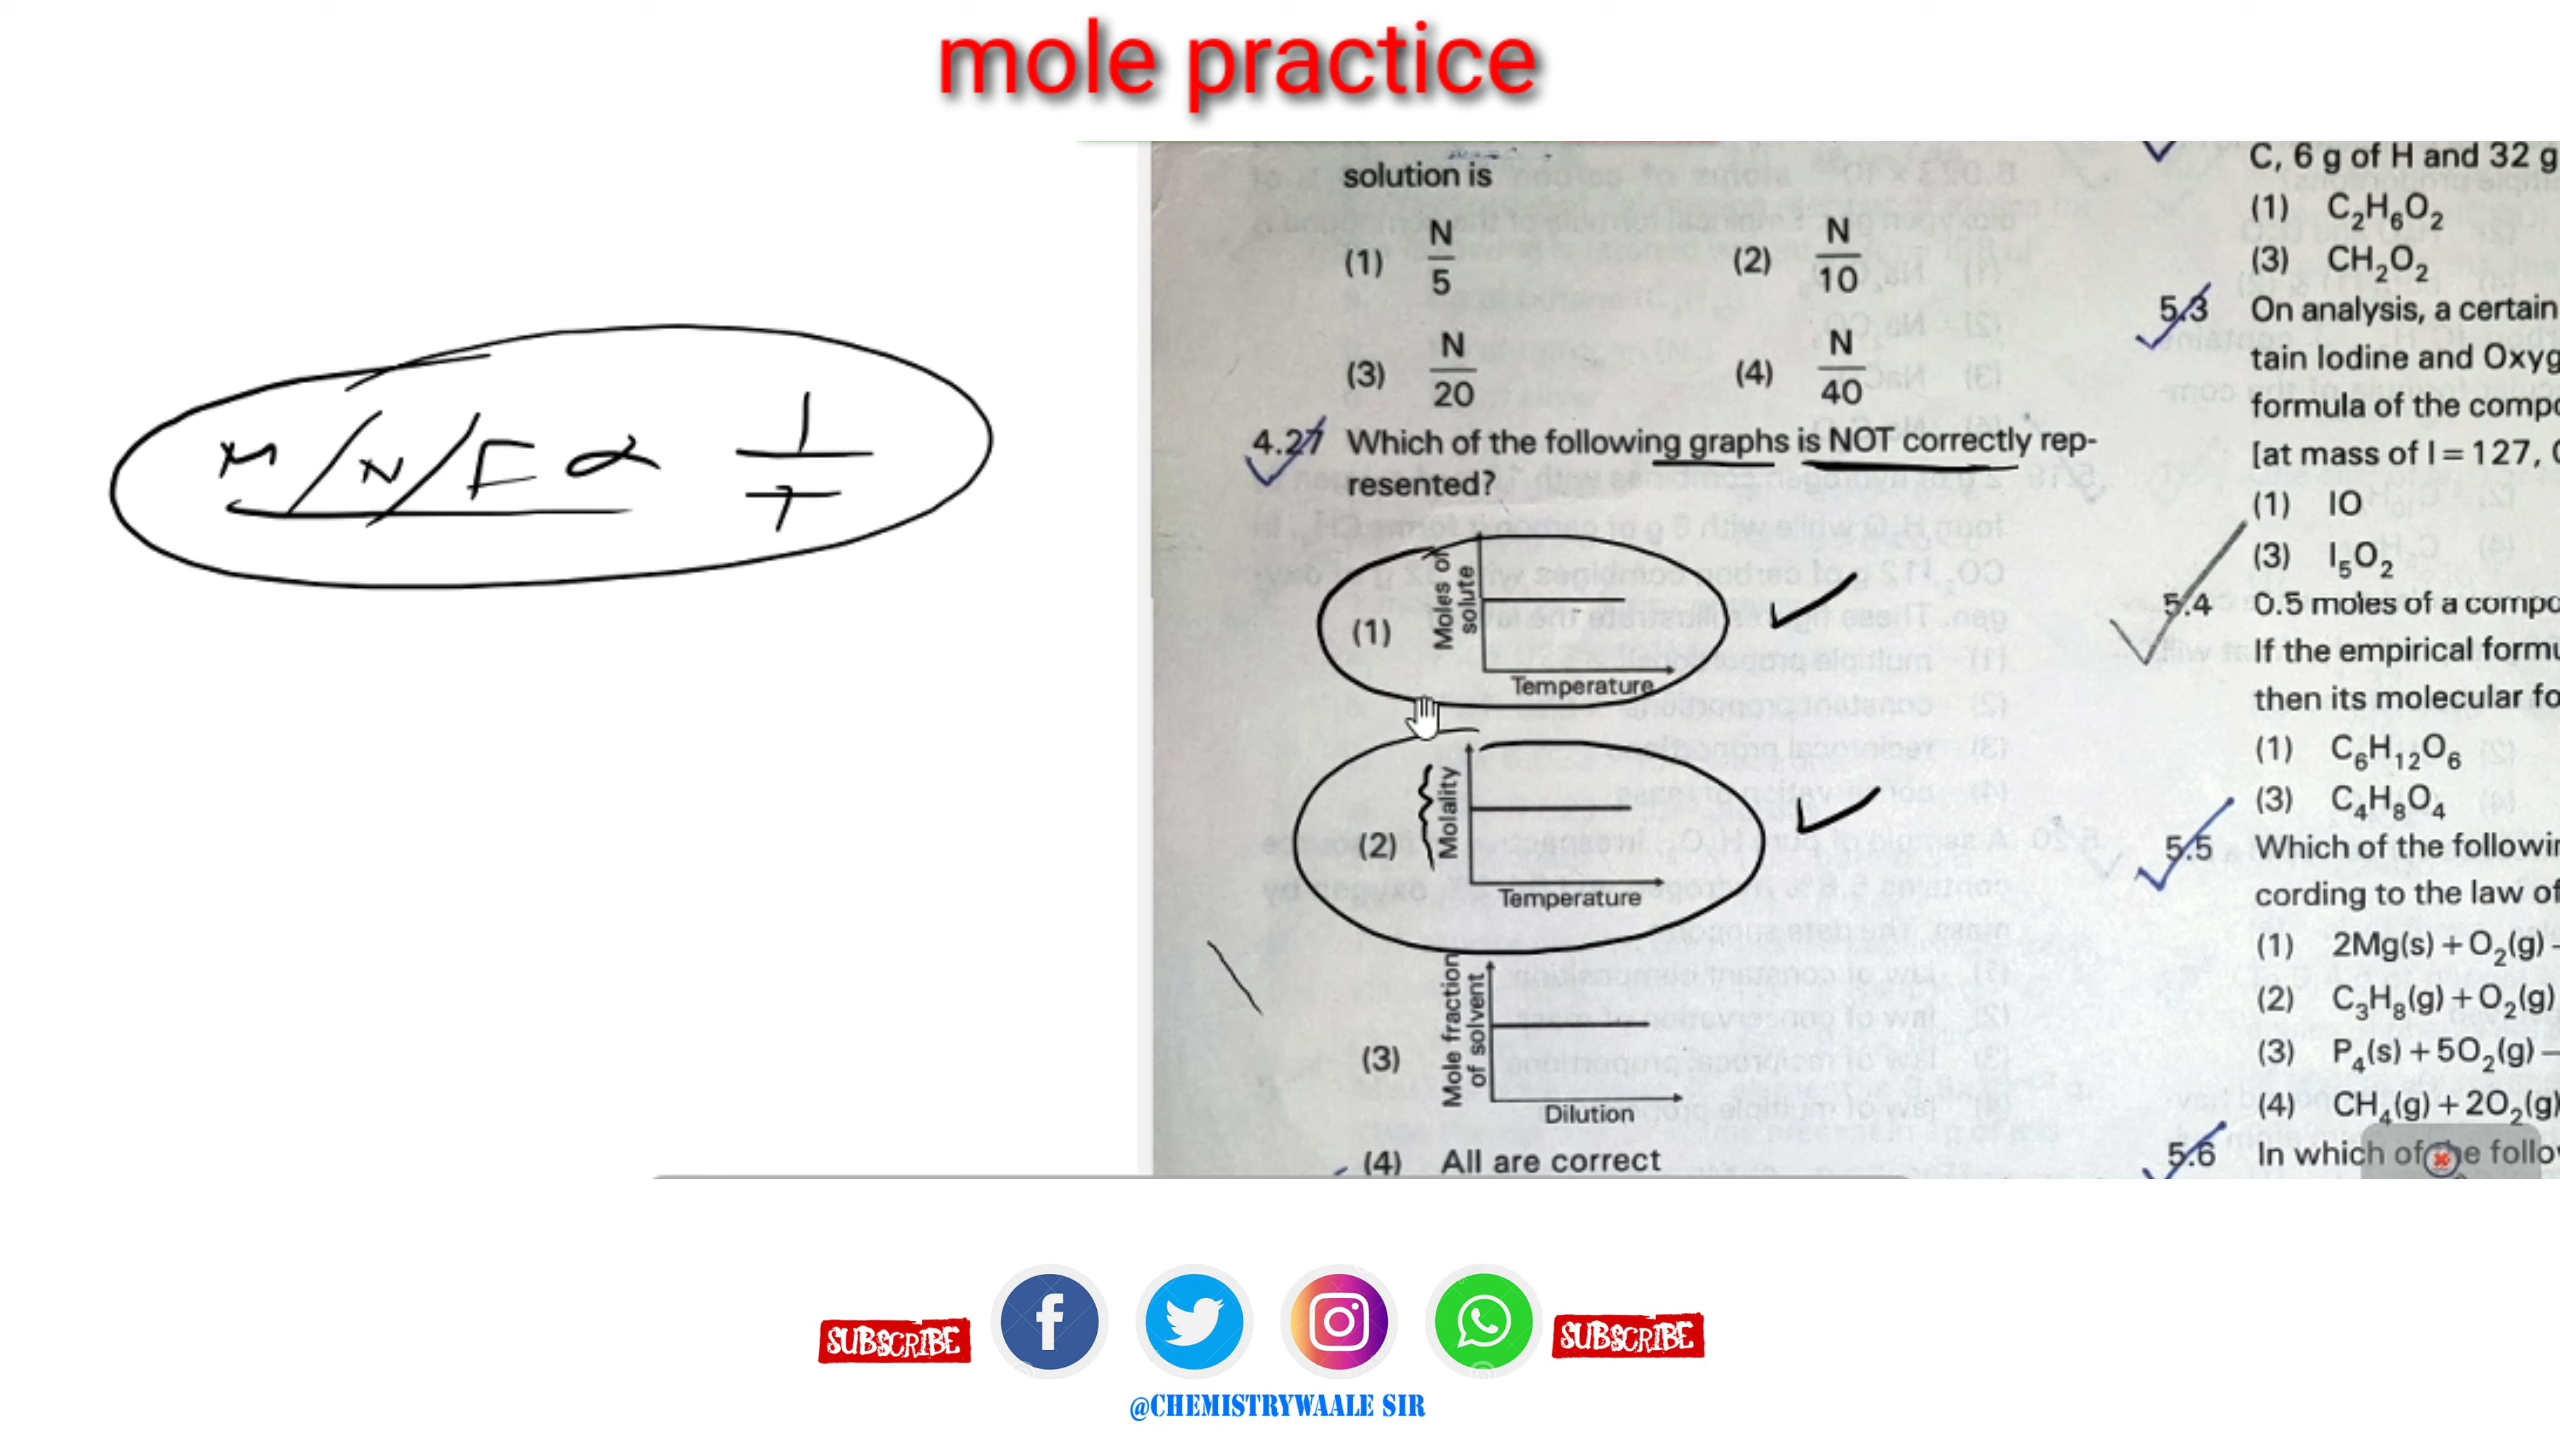 mole practice
M/N/F ∝ 1/T
solution is
(1) N/5 (2) N/10
(3) N/20 (4) N/40
4.27 Which of the following graphs is NOT correctly rep-
resented?
(1) Moles of solute
Temperature
(2) Molality
Temperature
(3) Mole fraction of solvent
Dilution
(4) All are correct
C, 6 g of H and 32 g
(1) C₂H₆O₂
(3) CH₂O₂
5.3 On analysis, a certain
tain Iodine and Oxyg
formula of the compo
[at mass of I = 127, O
(1) IO
(3) I₅O₂
5.4 0.5 moles of a compo
If the empirical formu
then its molecular fo
(1) C₆H₁₂O₆
(3) C₄H₈O₄
5.5 Which of the followin
cording to the law of
(1) 2Mg(s) + O₂(g) -
(2) C₃H₈(g) + O₂(g)
(3) P₄(s) + 5O₂(g) —
(4) CH₄(g) + 2O₂(g)
5.6 In which of the follo
SUBSCRIBE
SUBSCRIBE
@CHEMISTRYWAALE SIR